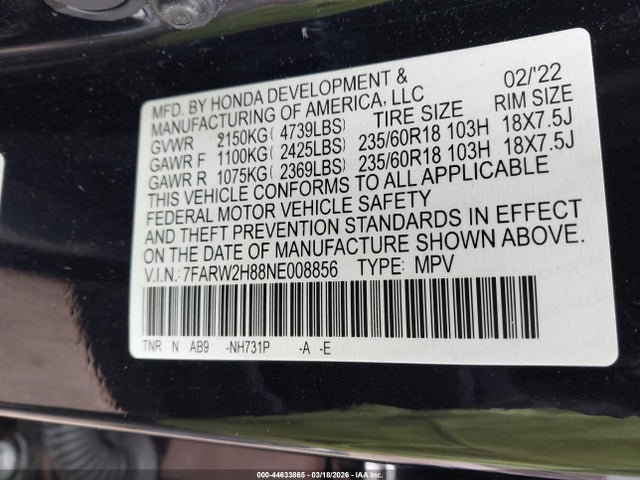 MFD. BY HONDA DEVELOPMENT & 02/'22
MANUFACTURING OF AMERICA, LLC TIRE SIZE RIM SIZE
GVWR 2150KG( 4739LBS)
GAWR F 1100KG( 2425LBS) 235/60R18 103H 18X7.5J
GAWR R 1075KG( 2369LBS) 235/60R18 103H 18X7.5J
THIS VEHICLE CONFORMS TO ALL APPLICABLE
FEDERAL MOTOR VEHICLE SAFETY
AND THEFT PREVENTION STANDARDS IN EFFECT
ON THE DATE OF MANUFACTURE SHOWN ABOVE.
V.I.N.: 7FARW2H88NE008856 TYPE: MPV
TNR N AB9 -NH731P -A -E
000-44633865 | 03/18/2026 | © IAA, Inc.